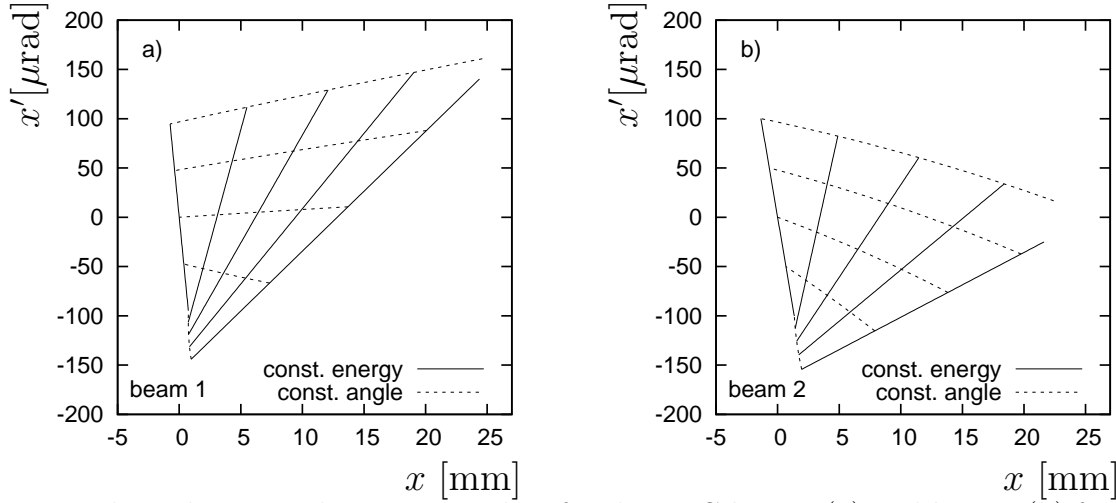 a)
x′[μrad]
200
150
100
50
0
-50
-100
-150
-200
const. energy
const. angle
beam 1
-5 0 5 10 15 20 25
x [mm]
b)
x′[μrad]
200
150
100
50
0
-50
-100
-150
-200
const. energy
const. angle
beam 2
-5 0 5 10 15 20 25
x [mm]